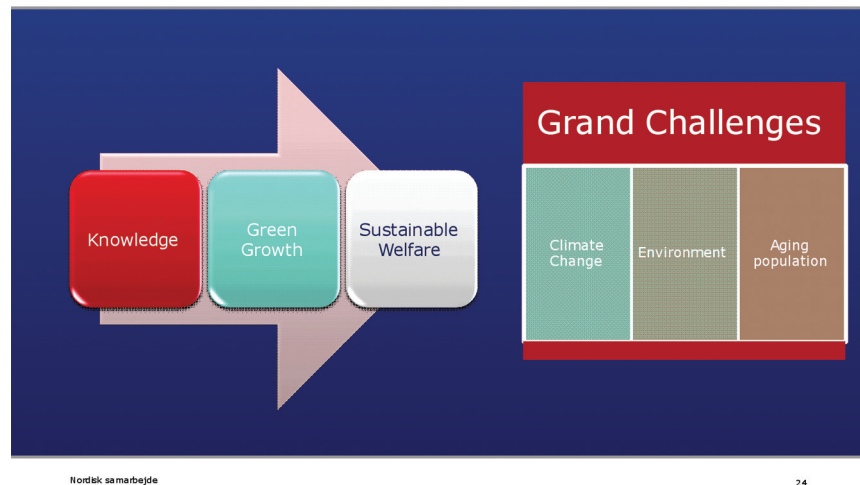 Knowledge
Green
Growth
Sustainable
Welfare
Grand Challenges
Climate
Change
Environment
Aging
population
Nordisk samarbejde
24